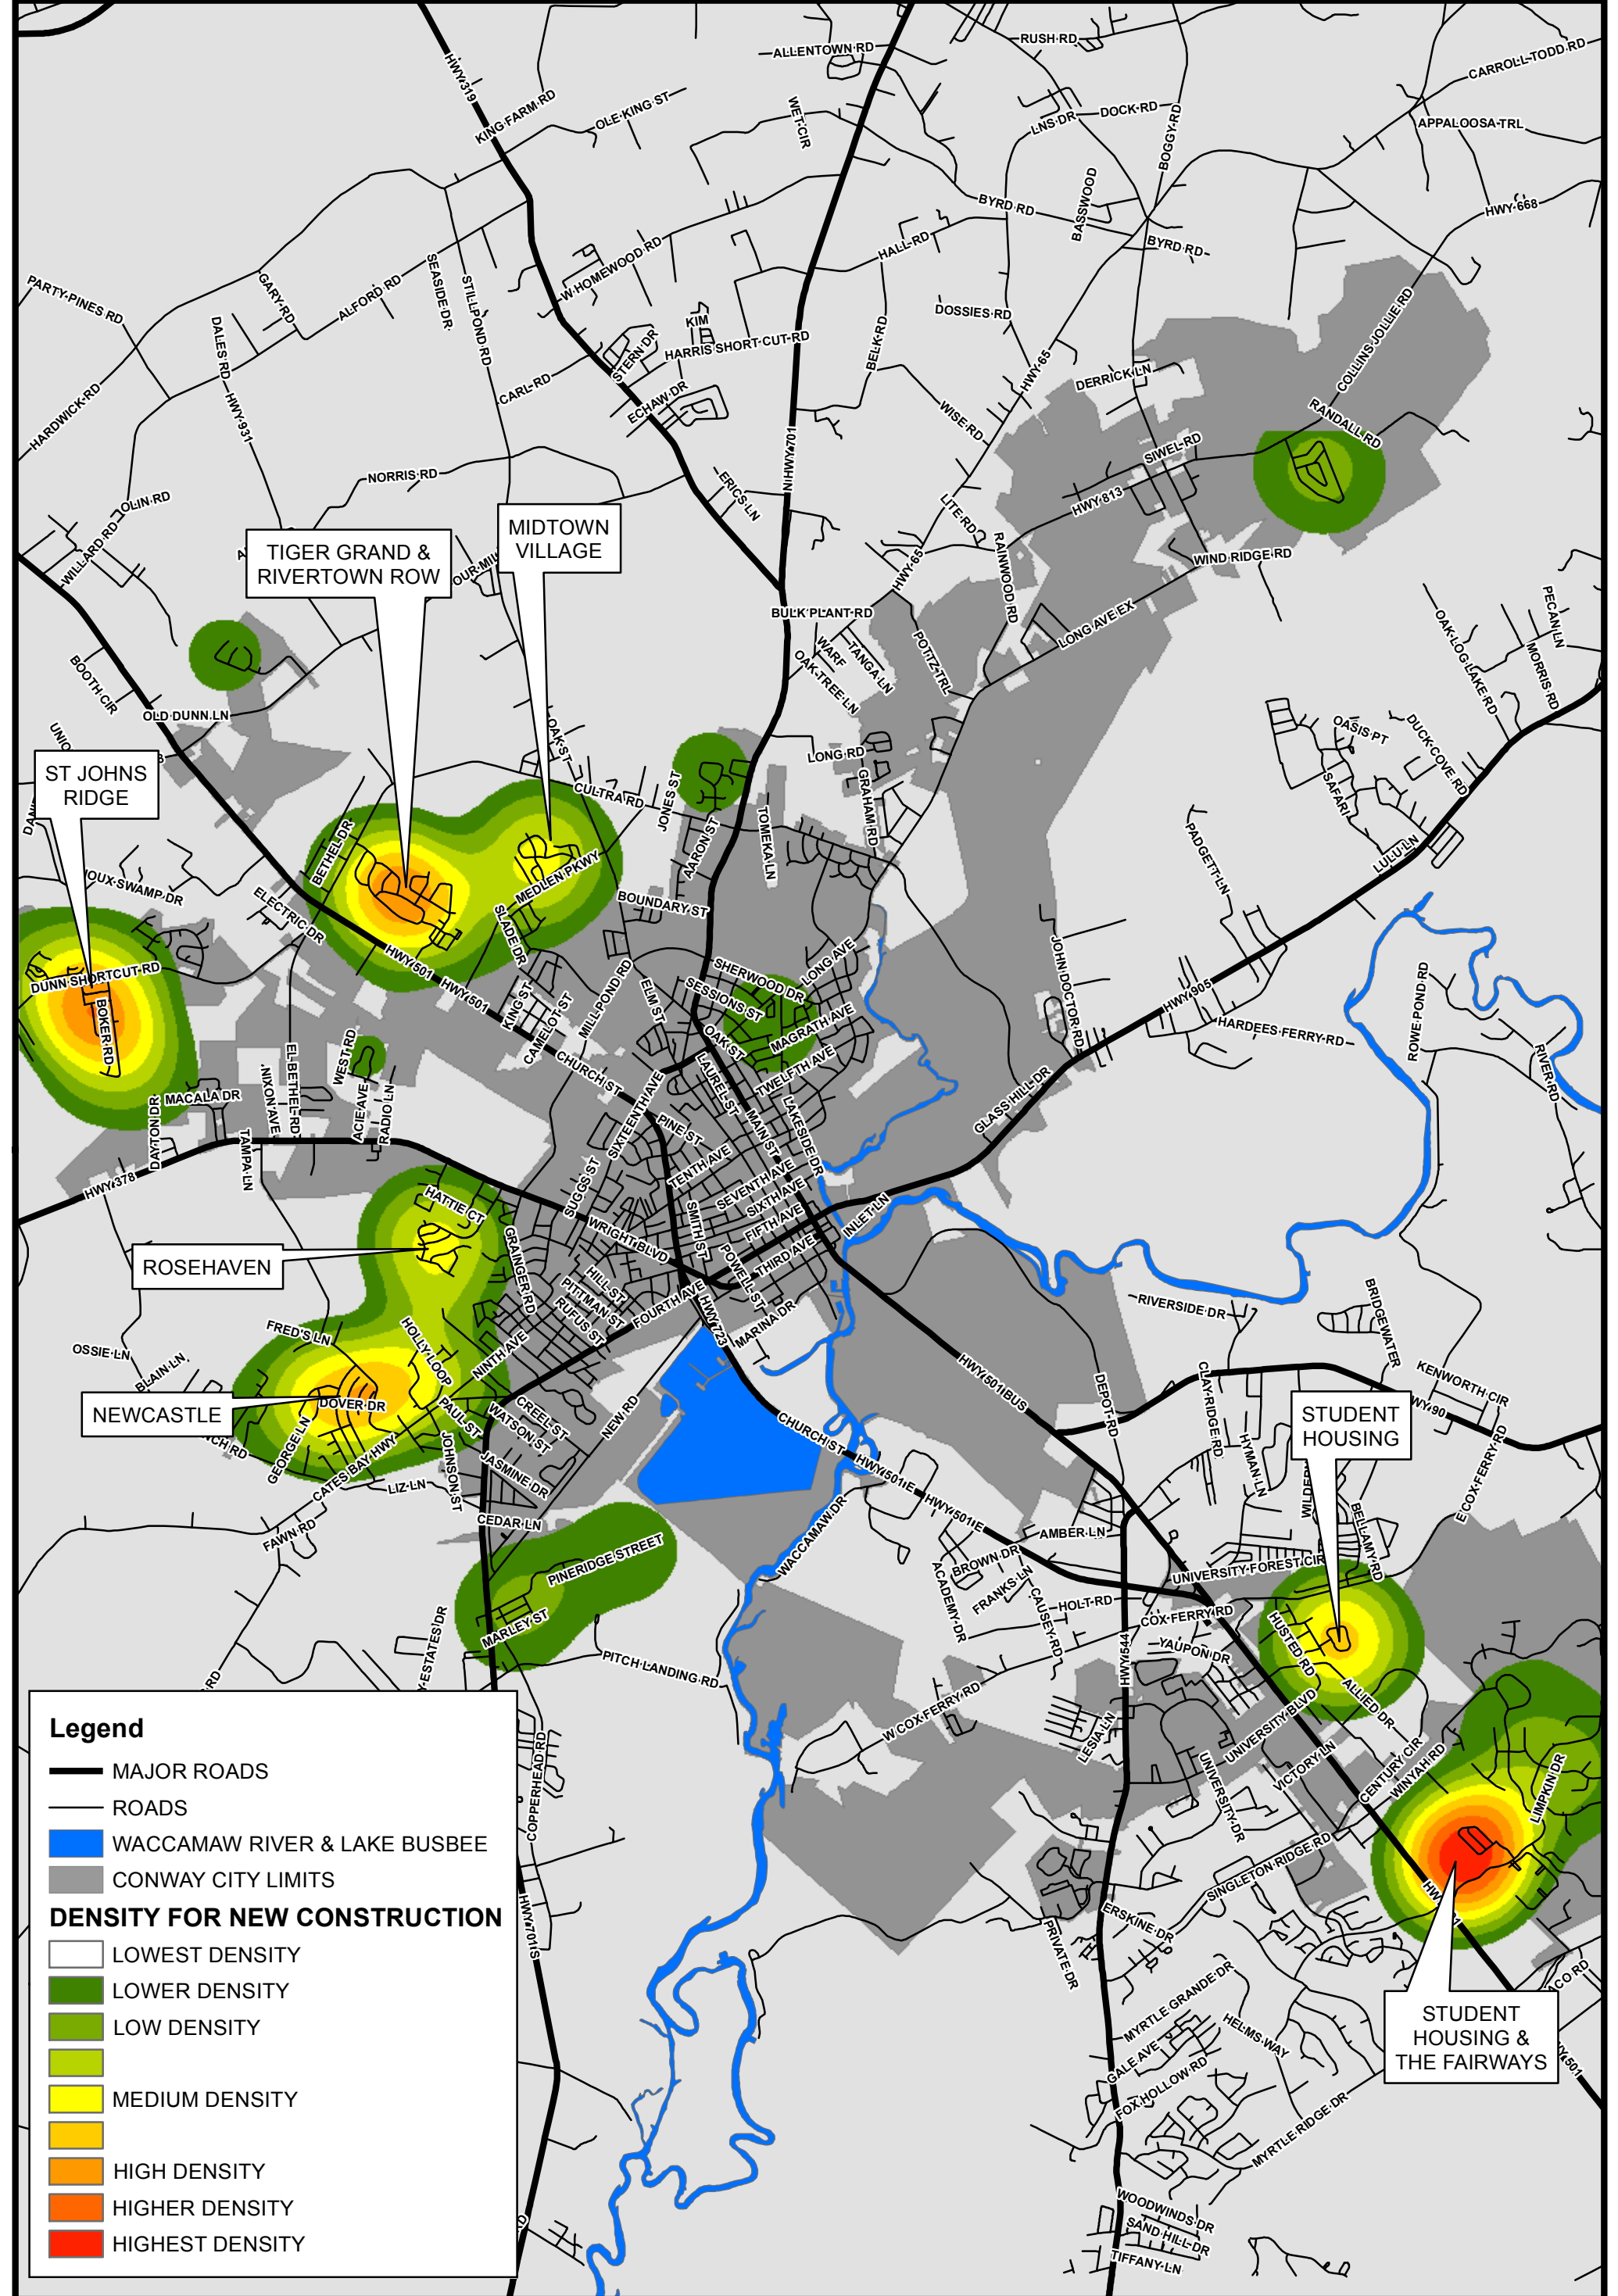 ALLENTOWN RD
RUSH RD
CARROLL-TODD RD
HWY 319
KING FARM RD
OLE KING ST
WET CIR
LNS DR
DOCK RD
BOGGY RD
APPALOOSA TRL
BYRD RD
BASSWOOD
BYRD RD
HWY 668
HALL RD
W HOMEWOOD RD
PARTY PINES RD
GARY RD
ALFORD RD
SEASIDE DR
STILLPOND RD
DOSSIES RD
COLLINS JOLLIE RD
DALES RD
KIM
STERN DR
HARRIS SHORT CUT RD
BELK RD
HWY 65
DERRICK LN
HARDWICK RD
HWY 931
CARL RD
ECHAW DR
WISE RD
RANDALL RD
N HWY 701
SIWEL RD
NORRIS RD
ERICS LN
LITE RD
HWY 813
OLIN RD
WILLARD RD
MIDTOWN
VILLAGE
TIGER GRAND &
RIVERTOWN ROW
HWY 65
RAINWOOD RD
WIND RIDGE RD
BULK PLANT RD
LONG AVE EX
WARF
TANGA LN
OAK TREE LN
POTTZ TRL
OAK LOG LAKE RD
PECAN LN
MORRIS RD
BOOTH CIR
OLD DUNN LN
OAK ST
LONG RD
GRAHAM RD
OASIS PT
DUCK COVE RD
SAFARI
ST JOHNS
RIDGE
CULTRA RD
JONES ST
AARON ST
TOMEKA LN
PADGETT LN
LULU LN
BETHEL DR
MEDLEN PKWY
BOUNDARY ST
ELECTRIC DR
SLADE DR
HWY 501
HWY 501
DUNN SHORTCUT RD
BOKER RD
KING ST
CAMELOT ST
MILL POND RD
ELM ST
SHERWOOD DR
LONG AVE
SESSIONS ST
MAGRATH AVE
OAK ST
TWELFTH AVE
JOHN DOCTOR RD
HWY 905
HARDEES FERRY RD
ROWE POND RD
RIVER RD
CHURCH ST
LAUREL ST
MAIN ST
LAKESIDE DR
GLASS HILL DR
WEST RD
EL BETHEL RD
NIXON AVE
ACIE AVE
RADIO LN
MACALA DR
DAYTON DR
TAMPA LN
HWY 378
SIXTEENTH AVE
PINE ST
TENTH AVE
SEVENTH AVE
SIXTH AVE
FIFTH AVE
THIRD AVE
INLET LN
SUGGS ST
SMITH ST
POWELL ST
WRIGHT BLVD
HATTIE CT
GRAINGER RD
ROSEHAVEN
HILL ST
PITTMAN ST
RUFUS ST
FOURTH AVE
HWY 723
MARINA DR
RIVERSIDE DR
BRIDGEWATER
FRED'S LN
HOLLY LOOP
NINTH AVE
OSSIE LN
BLAIN LN
HWY 501 BUS
DEPOT RD
CLAY RIDGE RD
KENWORTH CIR
NEWCASTLE
DOVER DR
GEORGE LN
CATES BAY HWY
PAUL ST
WATSON ST
CREEL ST
NEW RD
CHURCH ST
HWY 501 E
HWY 501 E
HYMAN LN
STUDENT
HOUSING
E COX FERRY RD
BELLAMY RD
LIZ LN
JOHNSON ST
JASMINE DR
CEDAR LN
FAWN RD
PINERIDGE STREET
MARLEY ST
WACCAMAW DR
ACADEMY DR
BROWN DR
FRANKS LN
CAUSEY RD
AMBER LN
HOLT RD
UNIVERSITY FOREST CIR
COX FERRY RD
YAUPON DR
HUSTED RD
ALLIED DR
HWY 544
PITCH LANDING RD
W COX FERRY RD
LESIA LN
UNIVERSITY BLVD
UNIVERSITY DR
VICTORY LN
CENTURY CIR
WINYAH RD
LIMPKIN DR
COPPERHEAD RD
SINGLETON RIDGE RD
HWY 701 S
ERSKINE DR
PRIVATE DR
MYRTLE GRANDE DR
GALE AVE
HELMS WAY
FOX HOLLOW RD
MYRTLE RIDGE DR
STUDENT
HOUSING &
THE FAIRWAYS
WOODWINDS DR
SAND HILL DR
TIFFANY LN
Legend
MAJOR ROADS
ROADS
WACCAMAW RIVER & LAKE BUSBEE
CONWAY CITY LIMITS
DENSITY FOR NEW CONSTRUCTION
LOWEST DENSITY
LOWER DENSITY
LOW DENSITY
MEDIUM DENSITY
HIGH DENSITY
HIGHER DENSITY
HIGHEST DENSITY